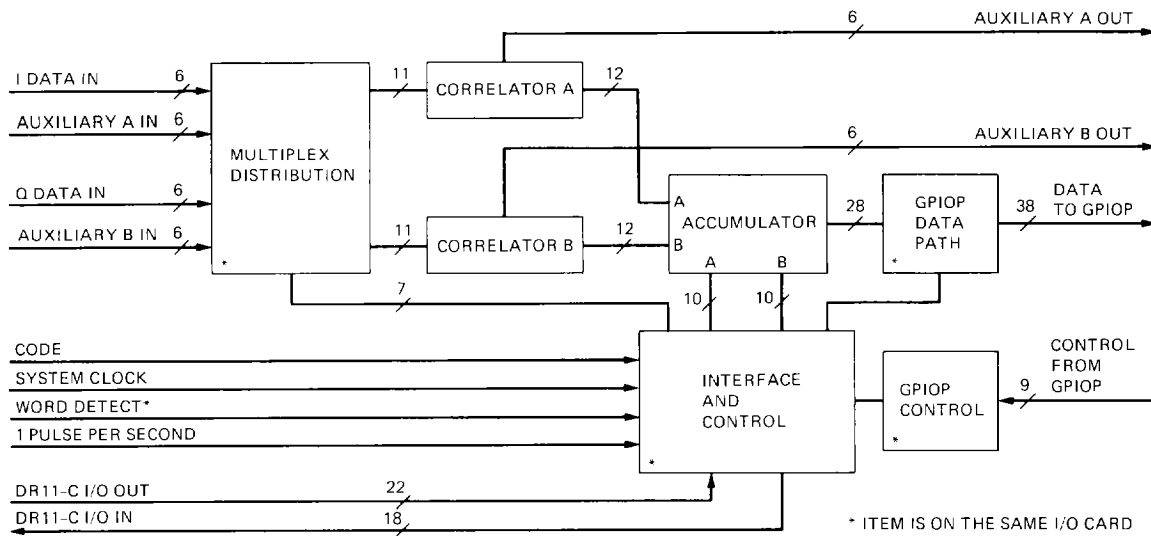 6
AUXILIARY A OUT
I DATA IN
6
11
CORRELATOR A
12
AUXILIARY A IN
6
6
AUXILIARY B OUT
MULTIPLEX
DISTRIBUTION
Q DATA IN
6
AUXILIARY B IN
6
*
11
CORRELATOR B
12
A
ACCUMULATOR
B
A
B
28
GPIOP
DATA
PATH
*
38
DATA
TO GPIOP
7
10
10
CODE
SYSTEM CLOCK
WORD DETECT*
1 PULSE PER SECOND
INTERFACE
AND
CONTROL
*
GPIOP
CONTROL
*
9
CONTROL
FROM
GPIOP
DR11-C I/O OUT
22
DR11-C I/O IN
18
* ITEM IS ON THE SAME I/O CARD